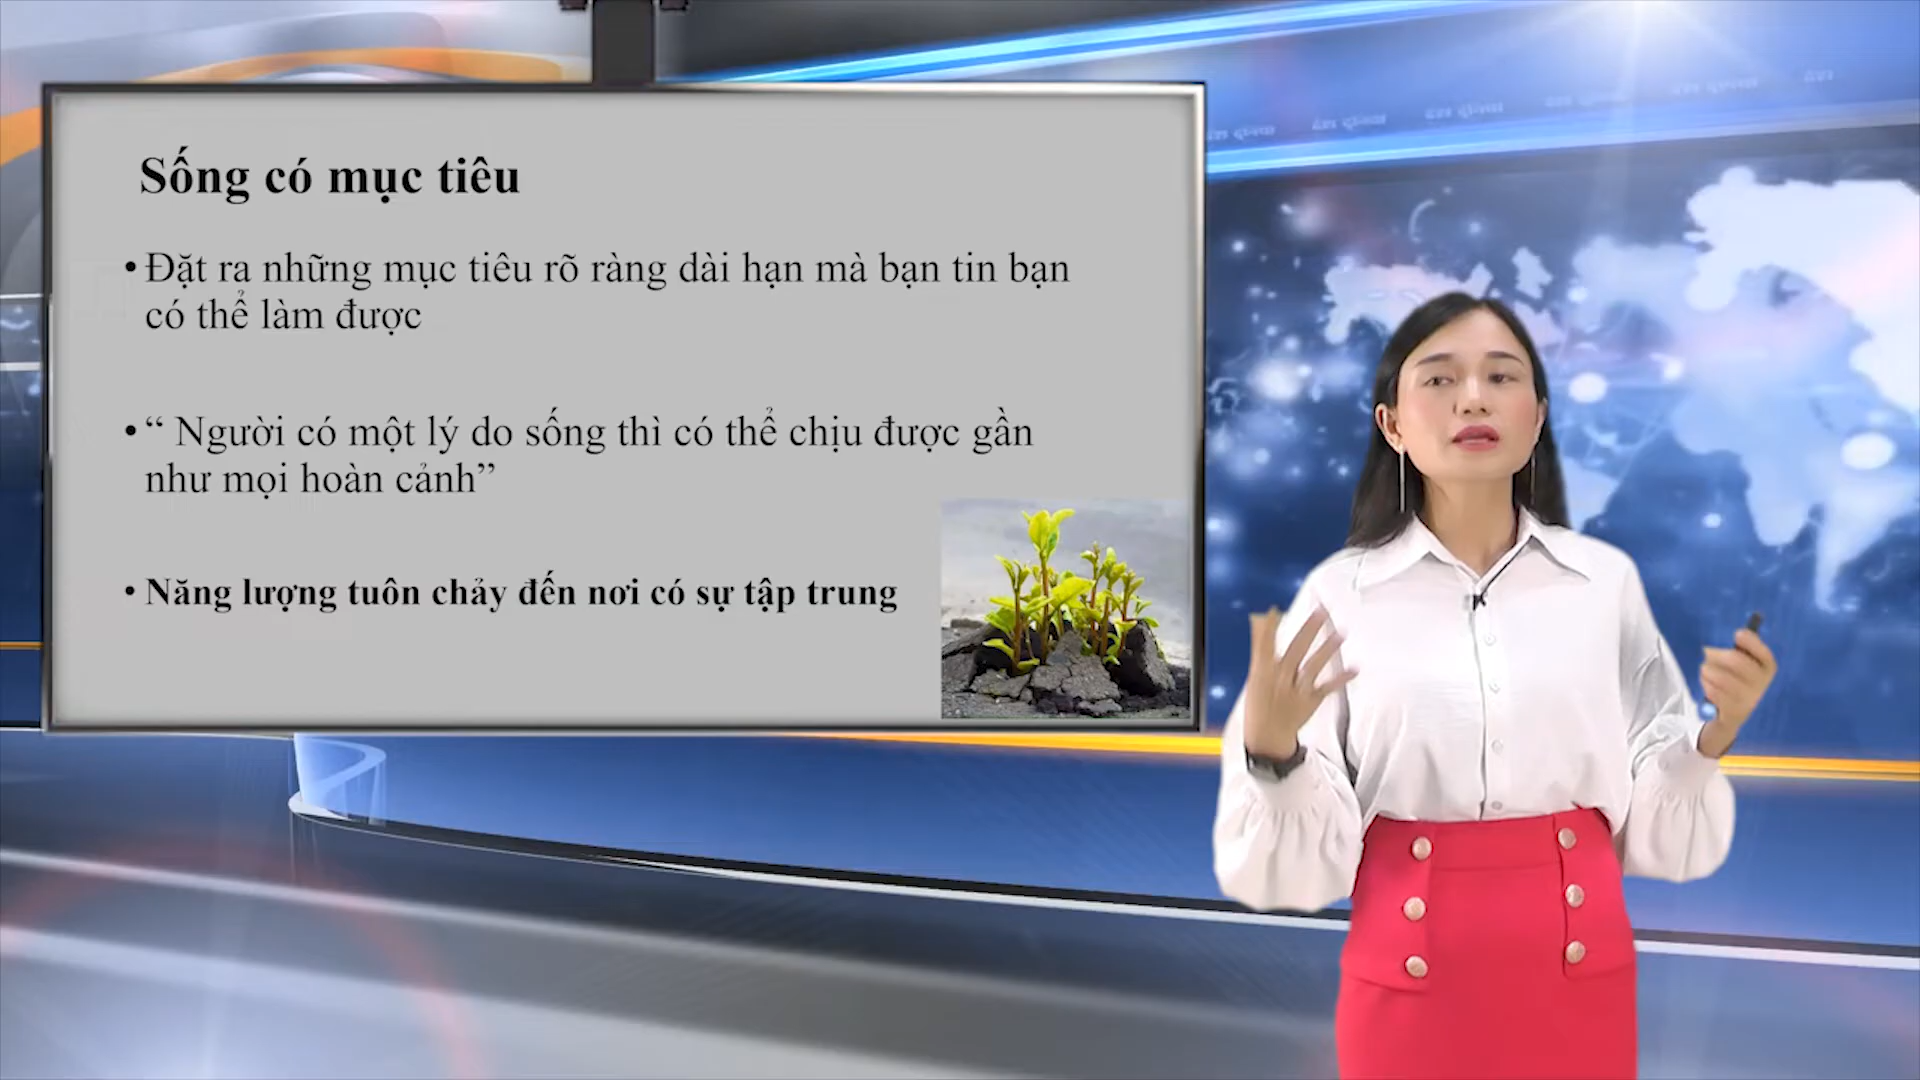 Sống có mục tiêu
• Đặt ra những mục tiêu rõ ràng dài hạn mà bạn tin bạn
có thể làm được
• “ Người có một lý do sống thì có thể chịu được gần
như mọi hoàn cảnh”
• Năng lượng tuôn chảy đến nơi có sự tập trung